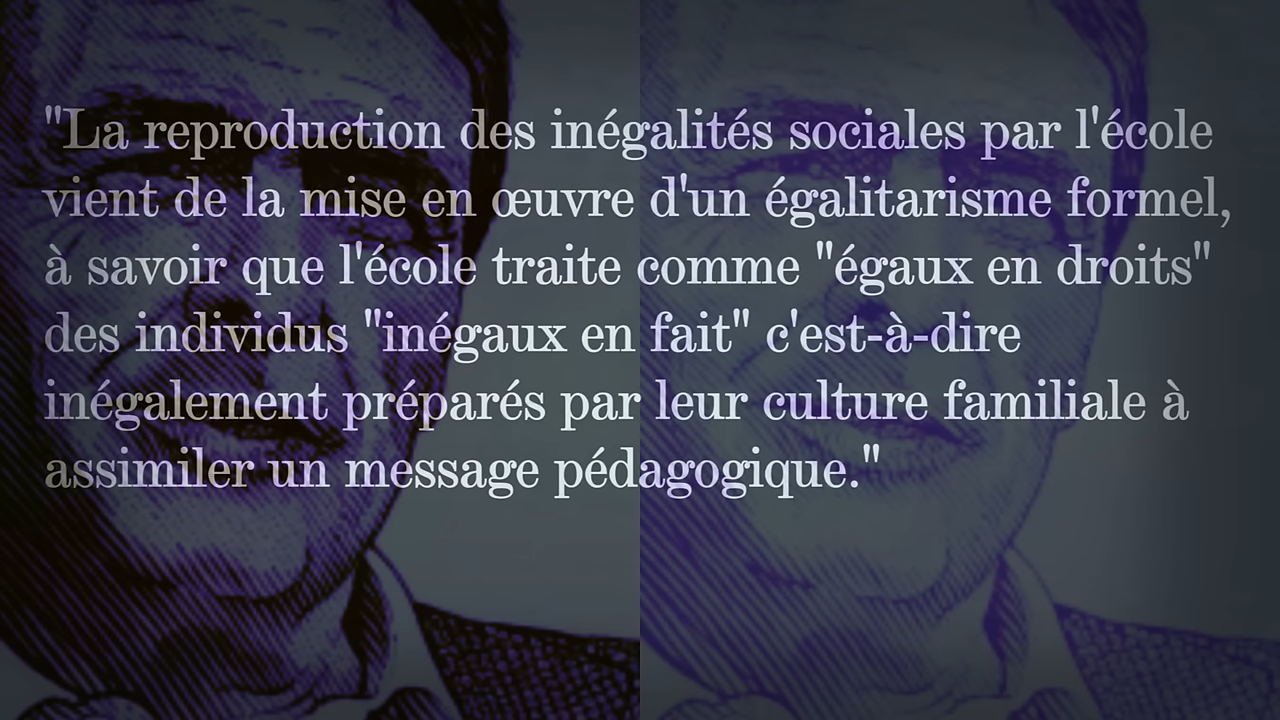 "La reproduction des inégalités sociales par l'école
vient de la mise en œuvre d'un égalitarisme formel,
à savoir que l'école traite comme "égaux en droits"
des individus "inégaux en fait" c'est-à-dire
inégalement préparés par leur culture familiale à
assimiler un message pédagogique."